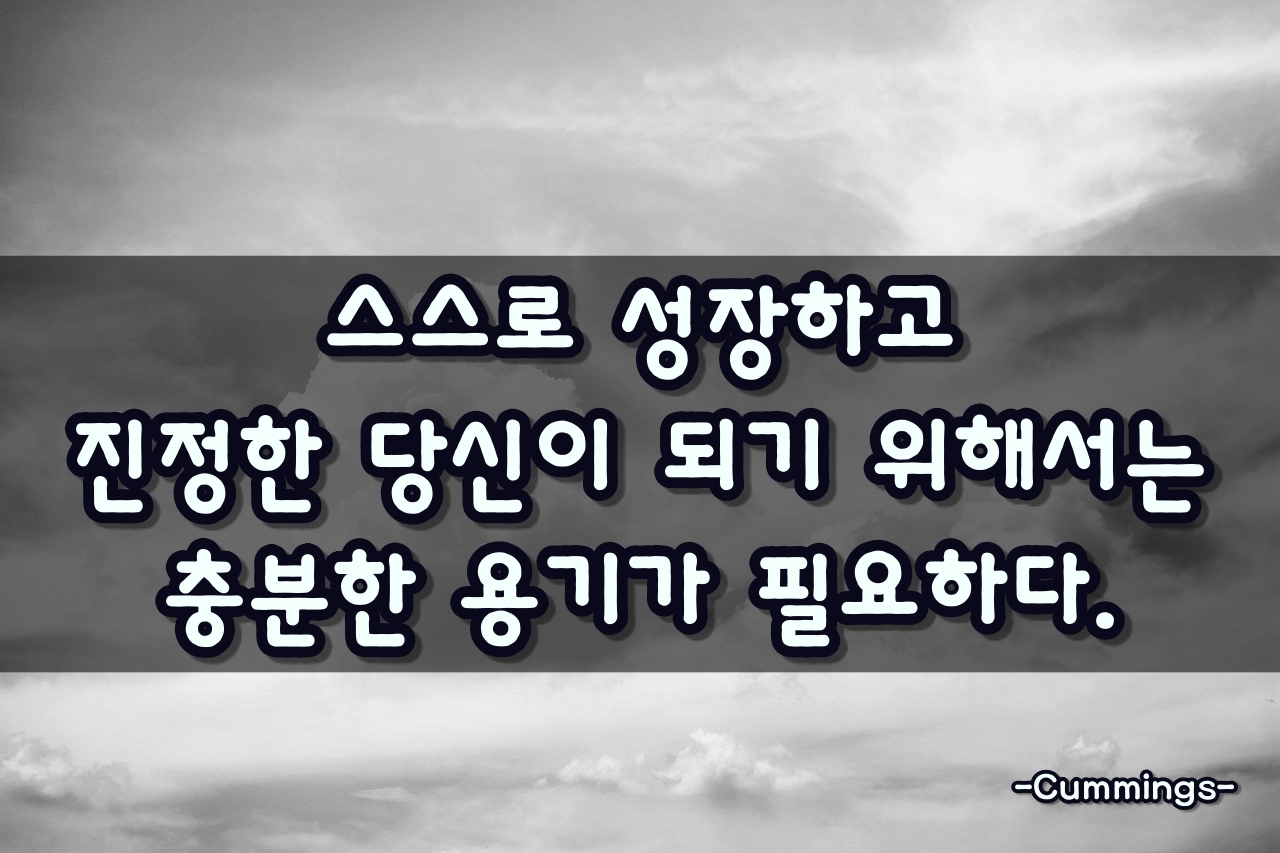 스스로 성장하고
진정한 당신이 되기 위해서는
충분한 용기가 필요하다.
-Cummings-